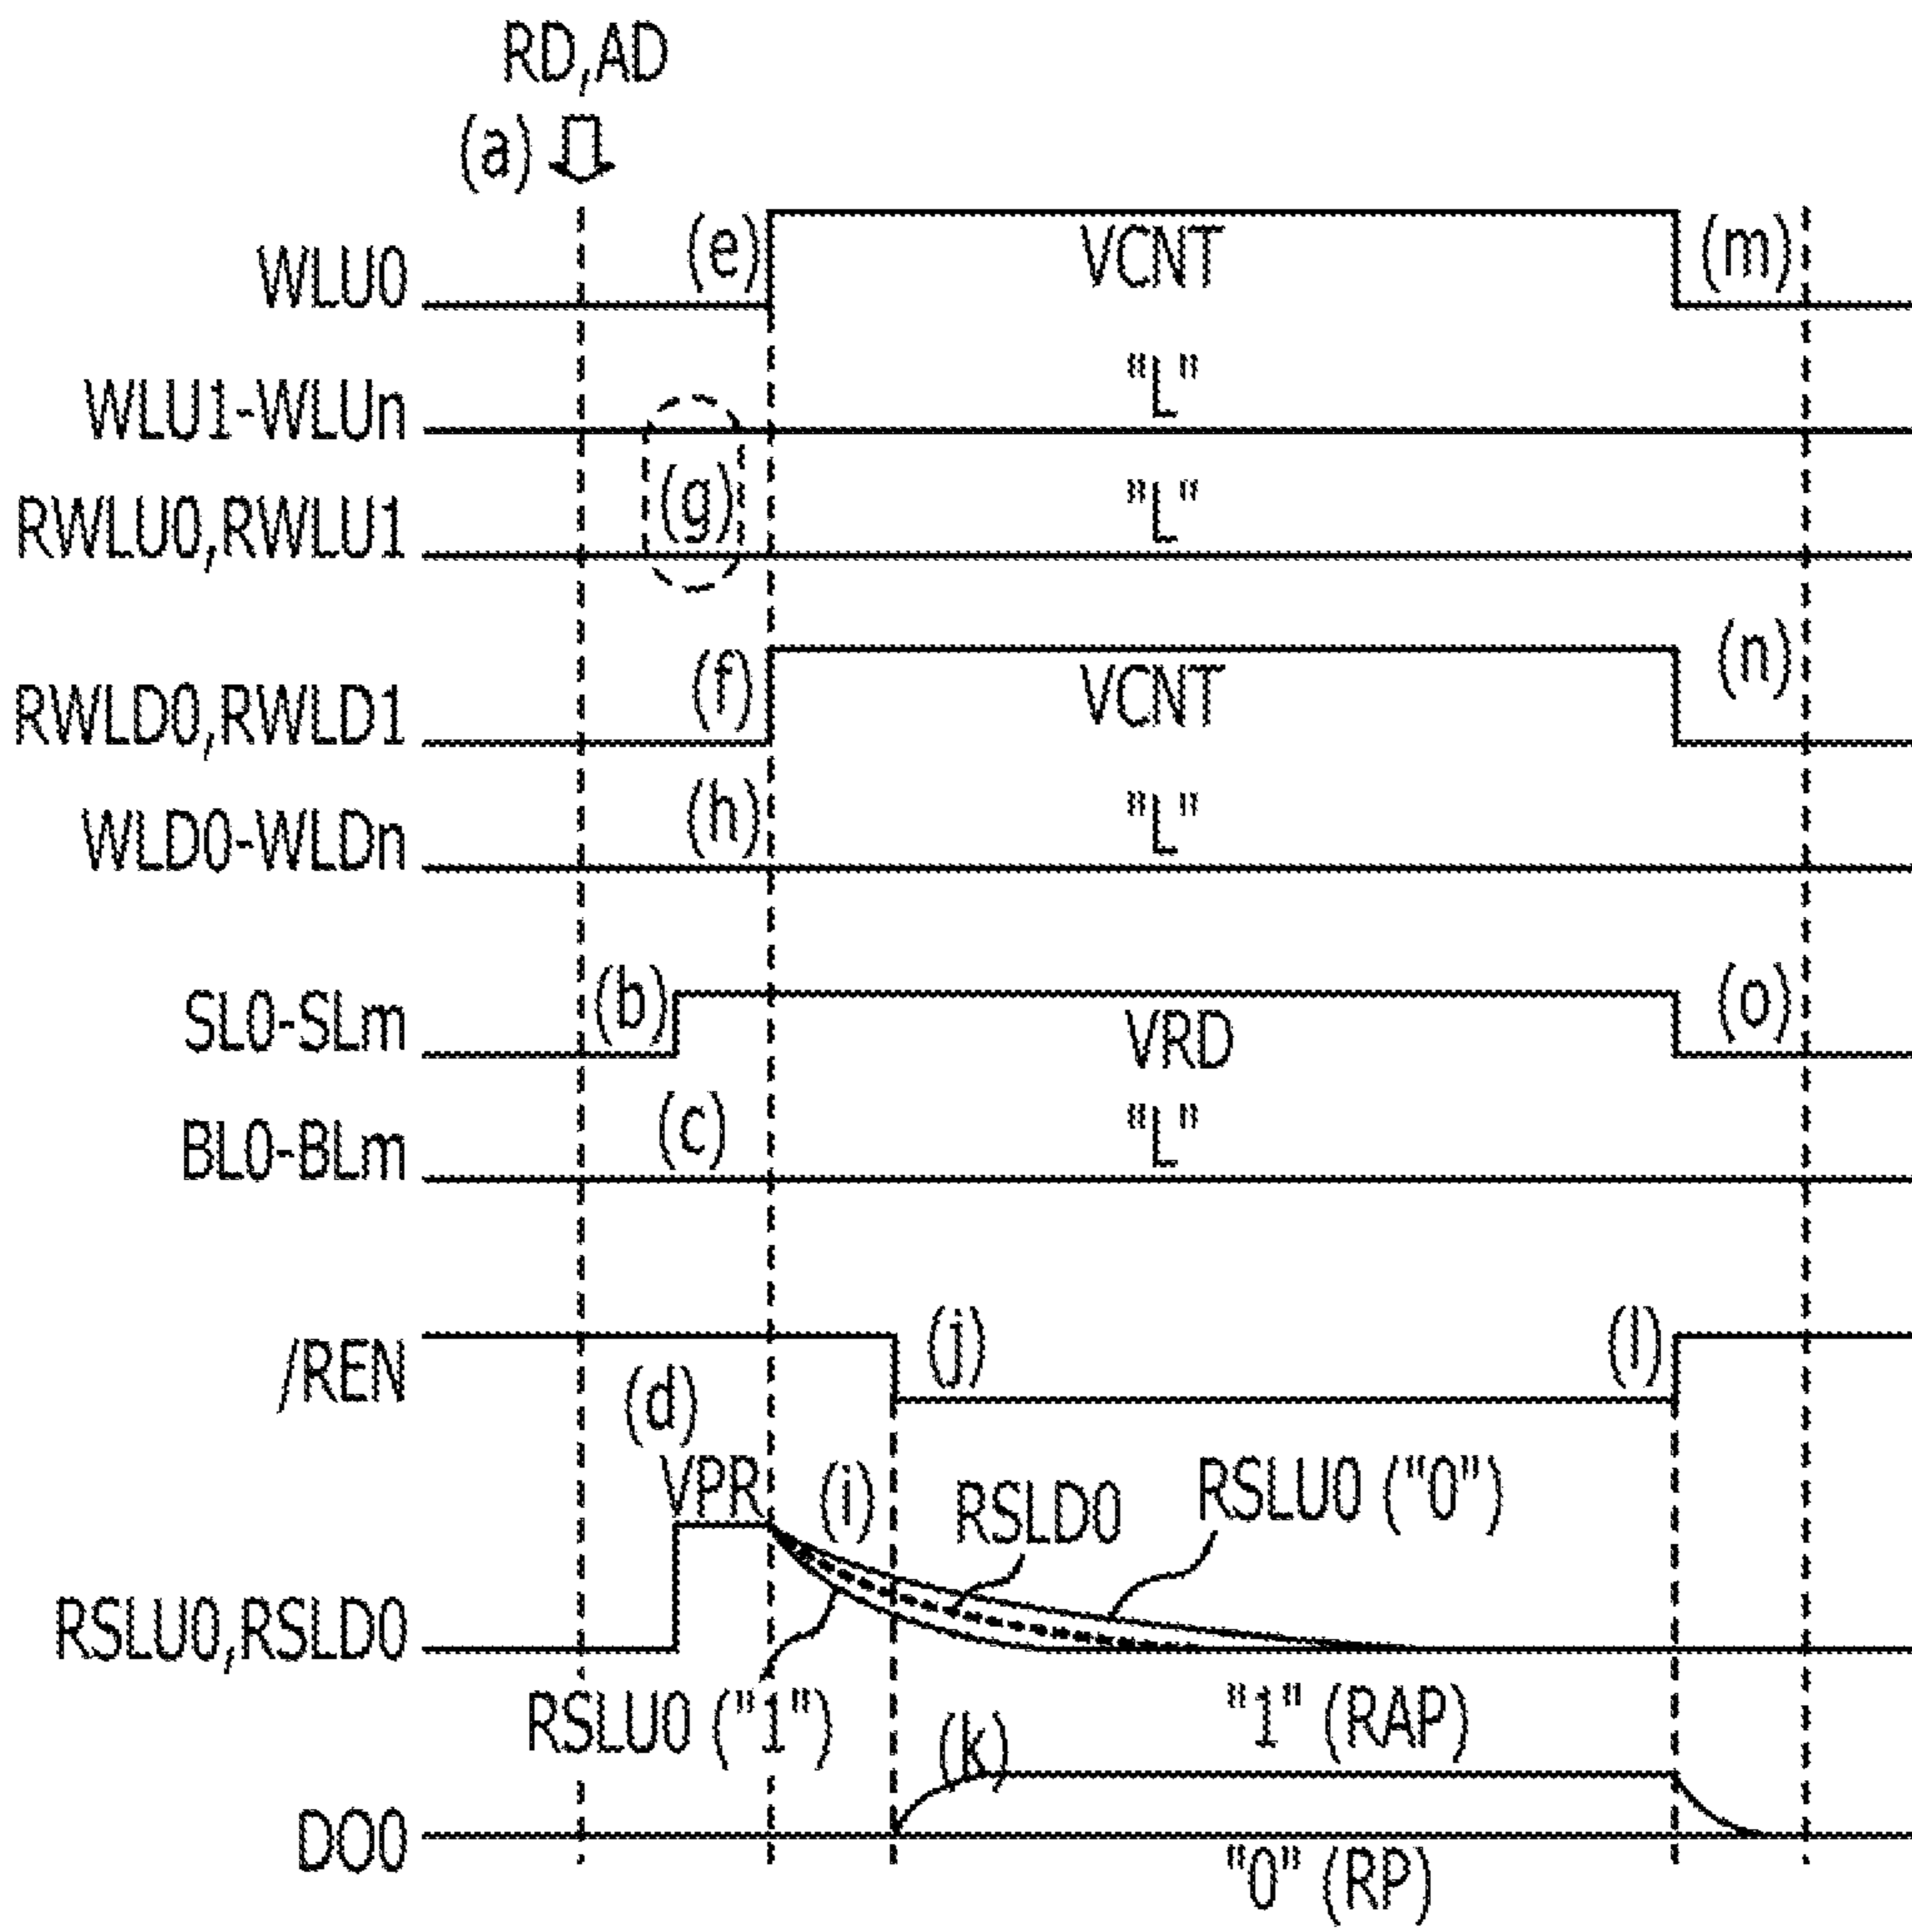 RD,AD
(a)
WLU0 (e) VCNT (m)
WLU1-WLUn "L"
(g)
RWLU0,RWLU1 "L"
RWLD0,RWLD1 (f) VCNT (n)
WLD0-WLDn (h) "L"
SL0-SLm (b) VRD (o)
BL0-BLm (c) "L"
/REN (j) (l)
(d)
VPR (i) RSLD0 RSLU0 ("0")
RSLU0,RSLD0
RSLU0 ("1") "1" (RAP)
(k)
DO0
"0" (RP)